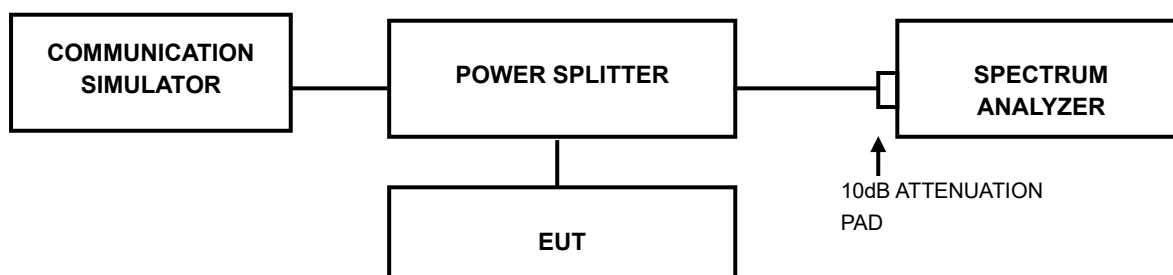 COMMUNICATION
SIMULATOR
POWER SPLITTER
SPECTRUM
ANALYZER
10dB ATTENUATION
PAD
EUT